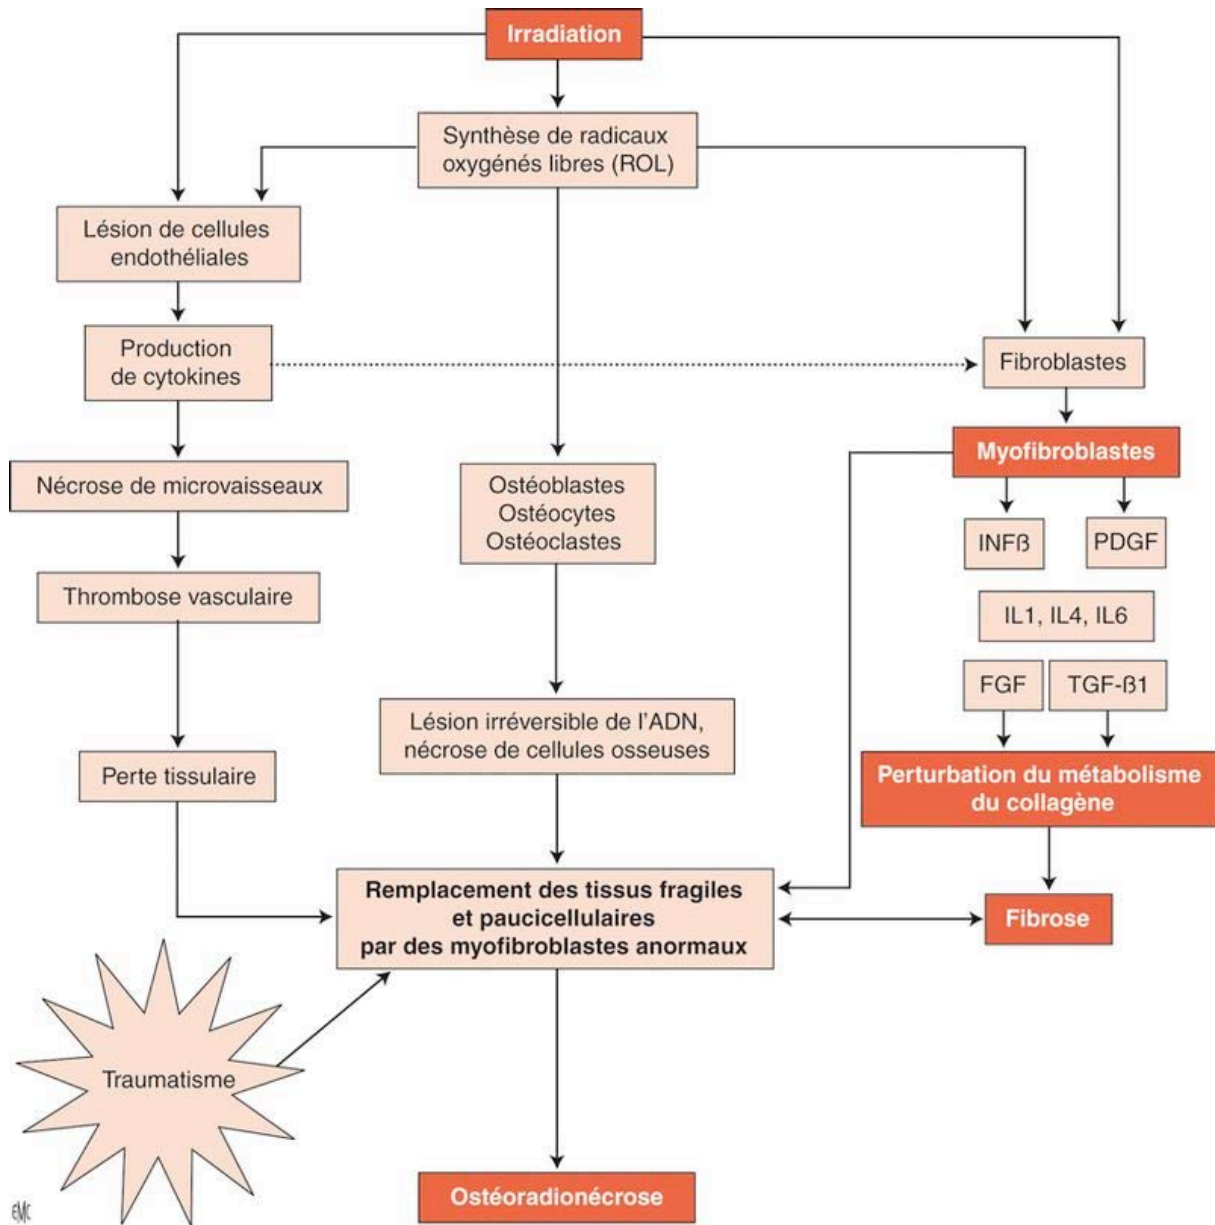 Irradiation
Synthèse de radicaux
oxygénés libres (ROL)
Lésion de cellules
endothéliales
Production
de cytokines
Fibroblastes
Myofibroblastes
Nécrose de microvaisseaux
Ostéoblastes
Ostéocytes
Ostéoclastes
INFß
PDGF
Thrombose vasculaire
IL1, IL4, IL6
FGF
TGF-ß1
Lésion irréversible de l'ADN,
nécrose de cellules osseuses
Perte tissulaire
Perturbation du métabolisme
du collagène
Remplacement des tissus fragiles
et paucicellulaires
par des myofibroblastes anormaux
Fibrose
Traumatisme
Ostéoradionécrose
EMC